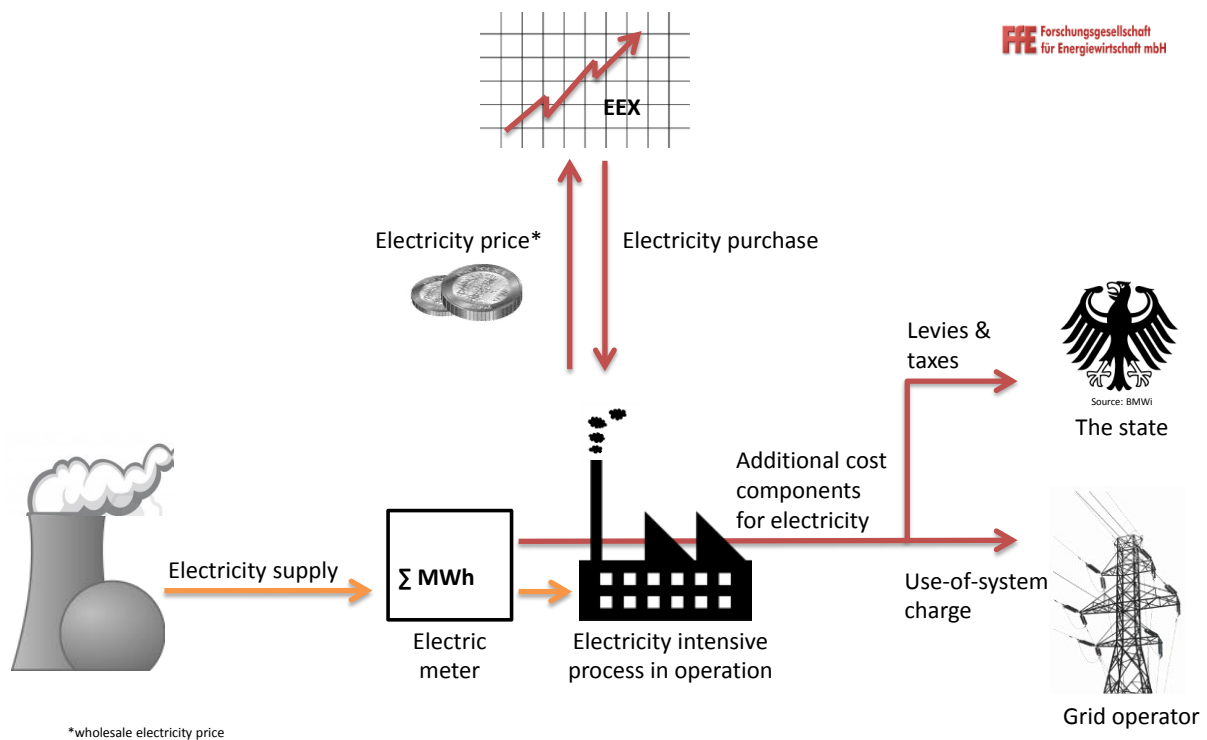 FfE Forschungsgesellschaft
für Energiewirtschaft mbH
EEX
Electricity price*
Electricity purchase
Levies &
taxes
Source: BMWi
The state
Additional cost
components
for electricity
Electricity supply
∑ MWh
Use-of-system
charge
Electric
meter
Electricity intensive
process in operation
Grid operator
*wholesale electricity price